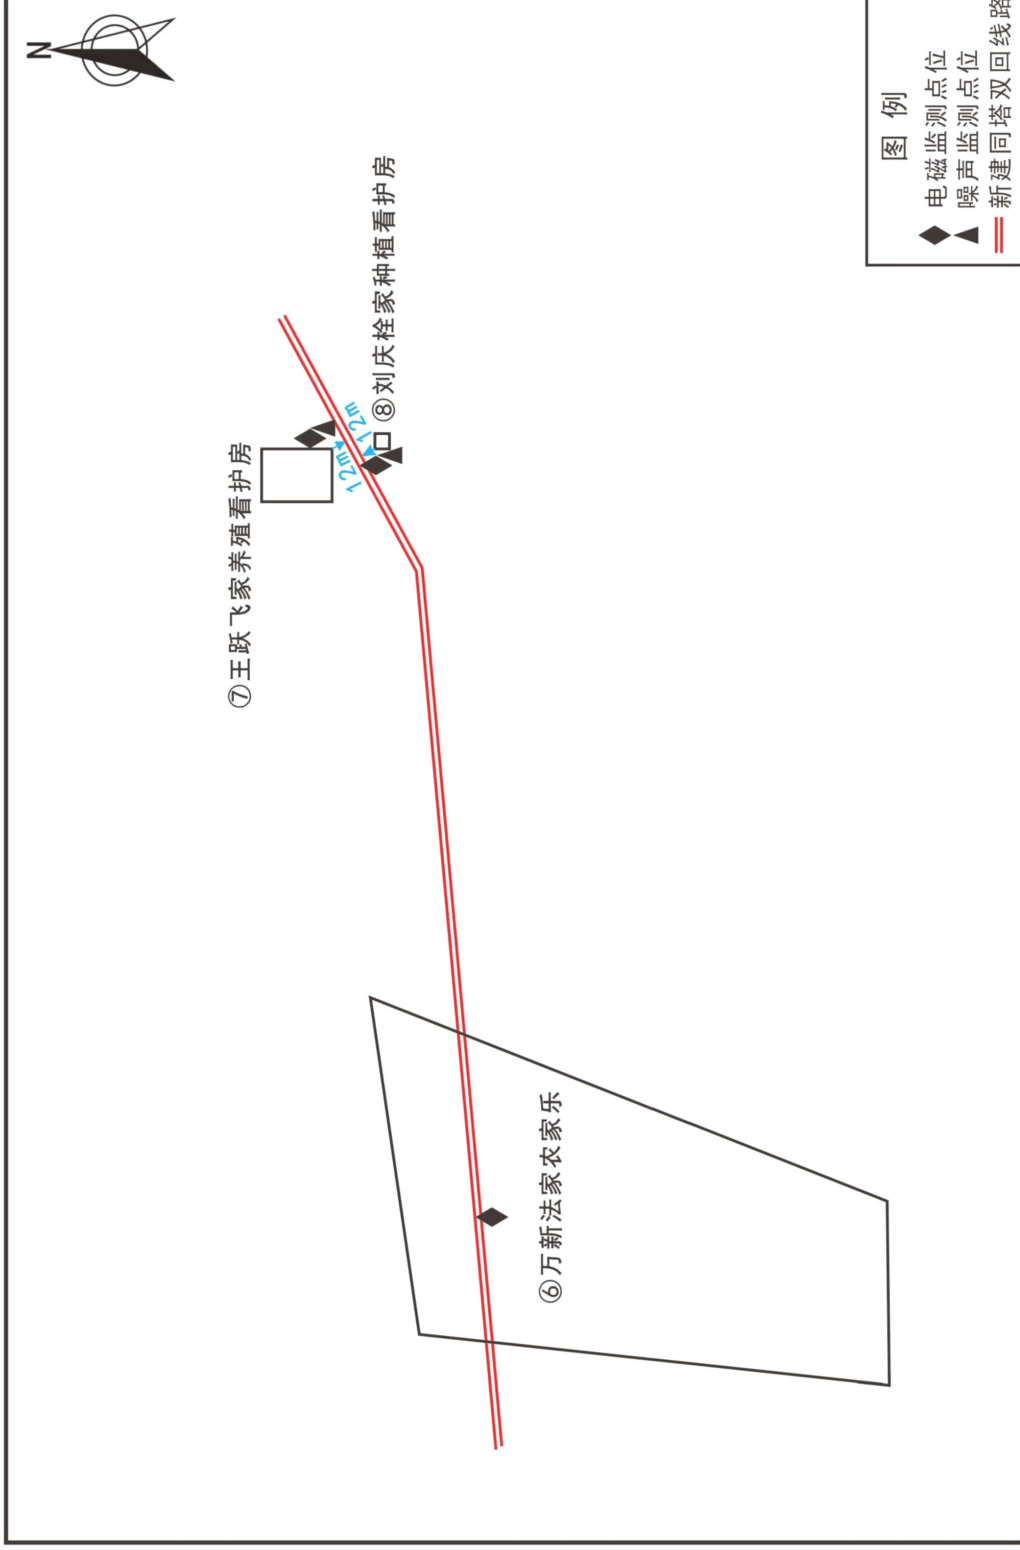 N
⑦王跃飞家养殖看护房
12m
12m
⑧刘庆栓家种植看护房
⑥万新法家农家乐
图 例
电磁监测点位
噪声监测点位
新建同塔双回线路